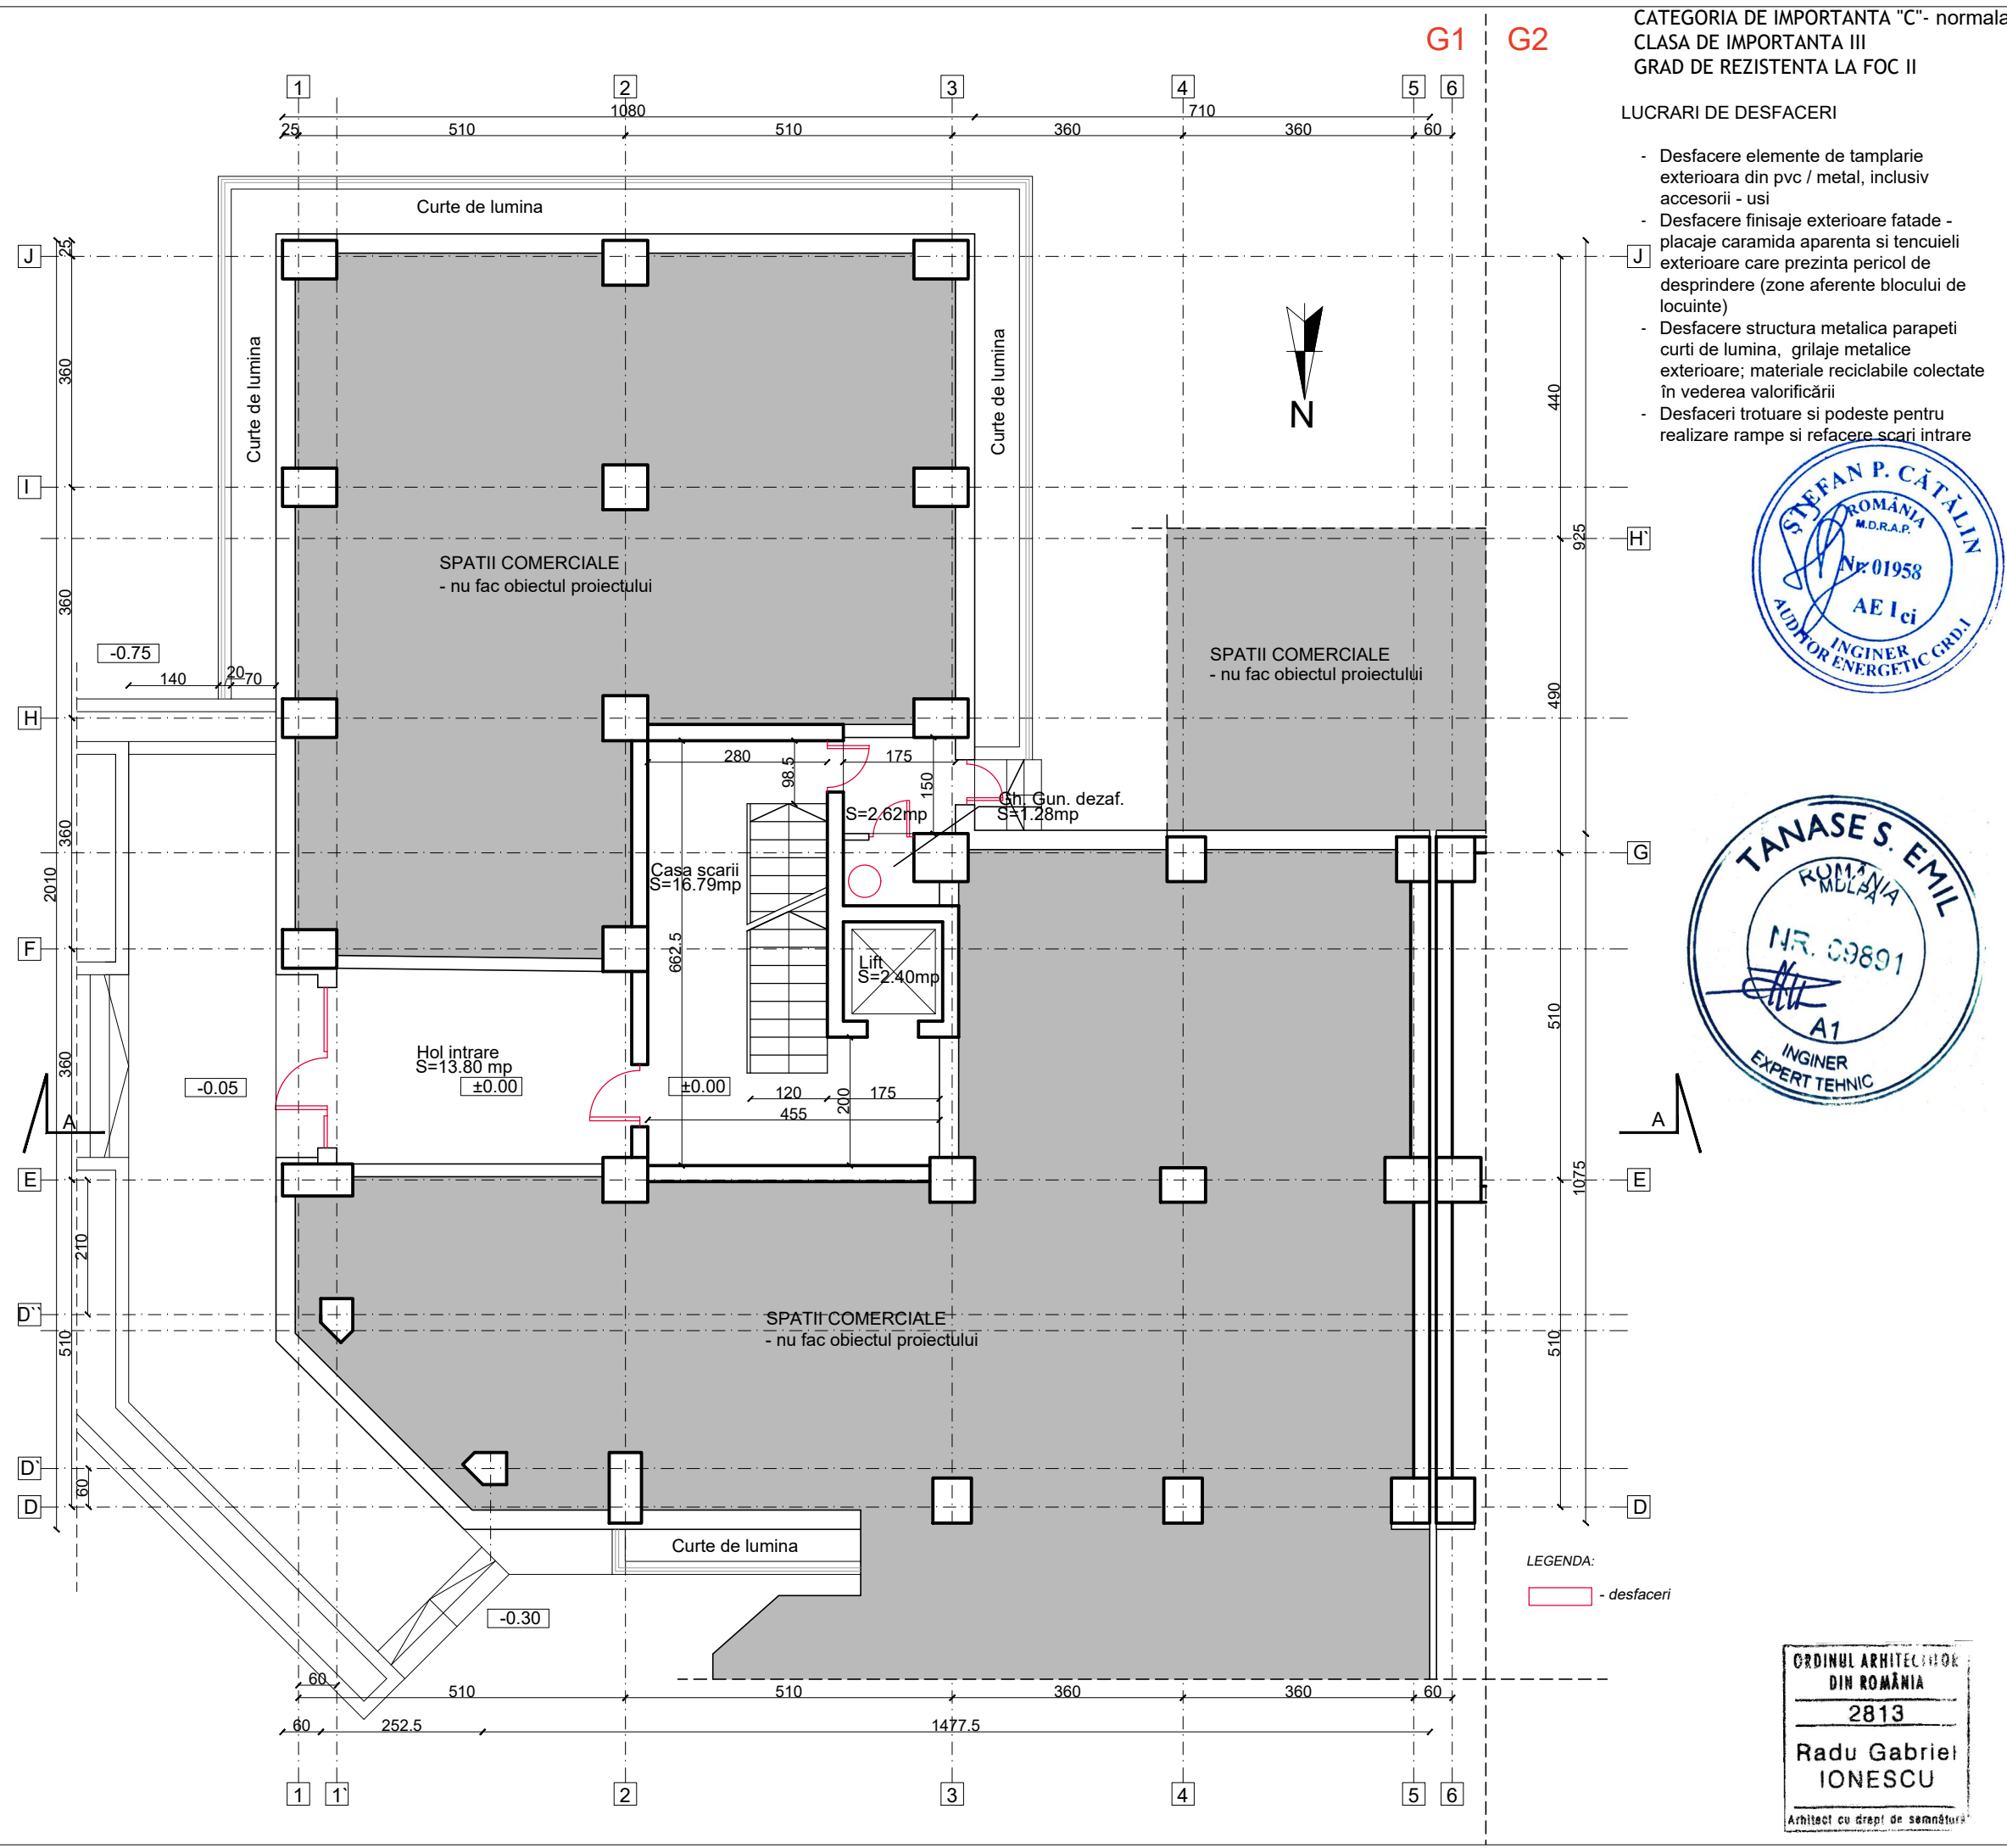 G1 G2
CATEGORIA DE IMPORTANTA "C"- normala
CLASA DE IMPORTANTA III
GRAD DE REZISTENTA LA FOC II
LUCRARI DE DESFACERI
- Desfacere elemente de tamplarie
exterioara din pvc / metal, inclusiv
accesorii - usi
- Desfacere finisaje exterioare fatade -
placaje caramida aparenta si tencuieli
exterioare care prezinta pericol de
desprindere (zone aferente blocului de
locuinte)
- Desfacere structura metalica parapeti
curti de lumina, grilaje metalice
exterioare; materiale reciclabile colectate
în vederea valorificării
- Desfaceri trotuare si podeste pentru
realizare rampe si refacere scari intrare
1 2 3 4 5 6
1080 710
25 510 510 360 360 60
Curte de lumina
J 25 J
360
Curte de lumina
Curte de lumina
N
440
I
925
H`
SPATII COMERCIALE
- nu fac obiectul proiectului
360
-0.75
140 20 70
SPATII COMERCIALE
- nu fac obiectul proiectului
490
H
280 98.5 175 150
Gh. Gun. dezaf.
S=1.28mp
S=2.62mp
360
2010
G
Casa scarii
S=16.79mp
662.5
F
Lift
S=2.40mp
510
Hol intrare
S=13.80 mp
±0.00
±0.00
-0.05
360
120 175
200
455
A A
E E
1075
210
D``
510
SPATII COMERCIALE
- nu fac obiectul proiectului
510
D`
60
D D
Curte de lumina
-0.30
LEGENDA:
- desfaceri
60
510 510 360 360 60
60 252.5 1477.5
1 1` 2 3 4 5 6
ȘTEFAN P. CĂTĂLIN
ROMÂNIA
M.D.R.A.P.
Nr. 01958
AE I ci
INGINER
AUDITOR ENERGETIC GRD.I
TANASE S. EMIL
ROMÂNIA
MDLPA
NR. 09891
A1
INGINER
EXPERT TEHNIC
ORDINUL ARHITECȚILOR
DIN ROMÂNIA
2813
Radu Gabriel
IONESCU
Arhitect cu drept de semnătură